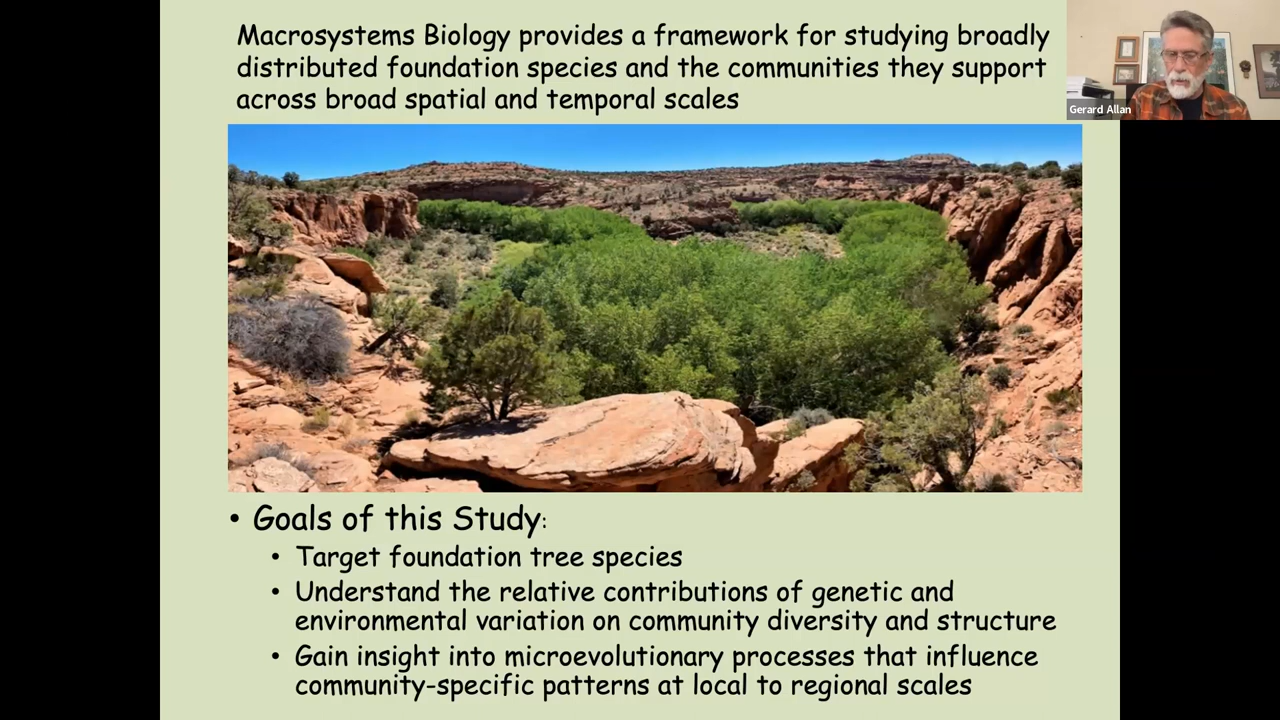 Macrosystems Biology provides a framework for studying broadly
distributed foundation species and the communities they support
across broad spatial and temporal scales
Gerard Allan
• Goals of this Study:
• Target foundation tree species
• Understand the relative contributions of genetic and
environmental variation on community diversity and structure
• Gain insight into microevolutionary processes that influence
community-specific patterns at local to regional scales